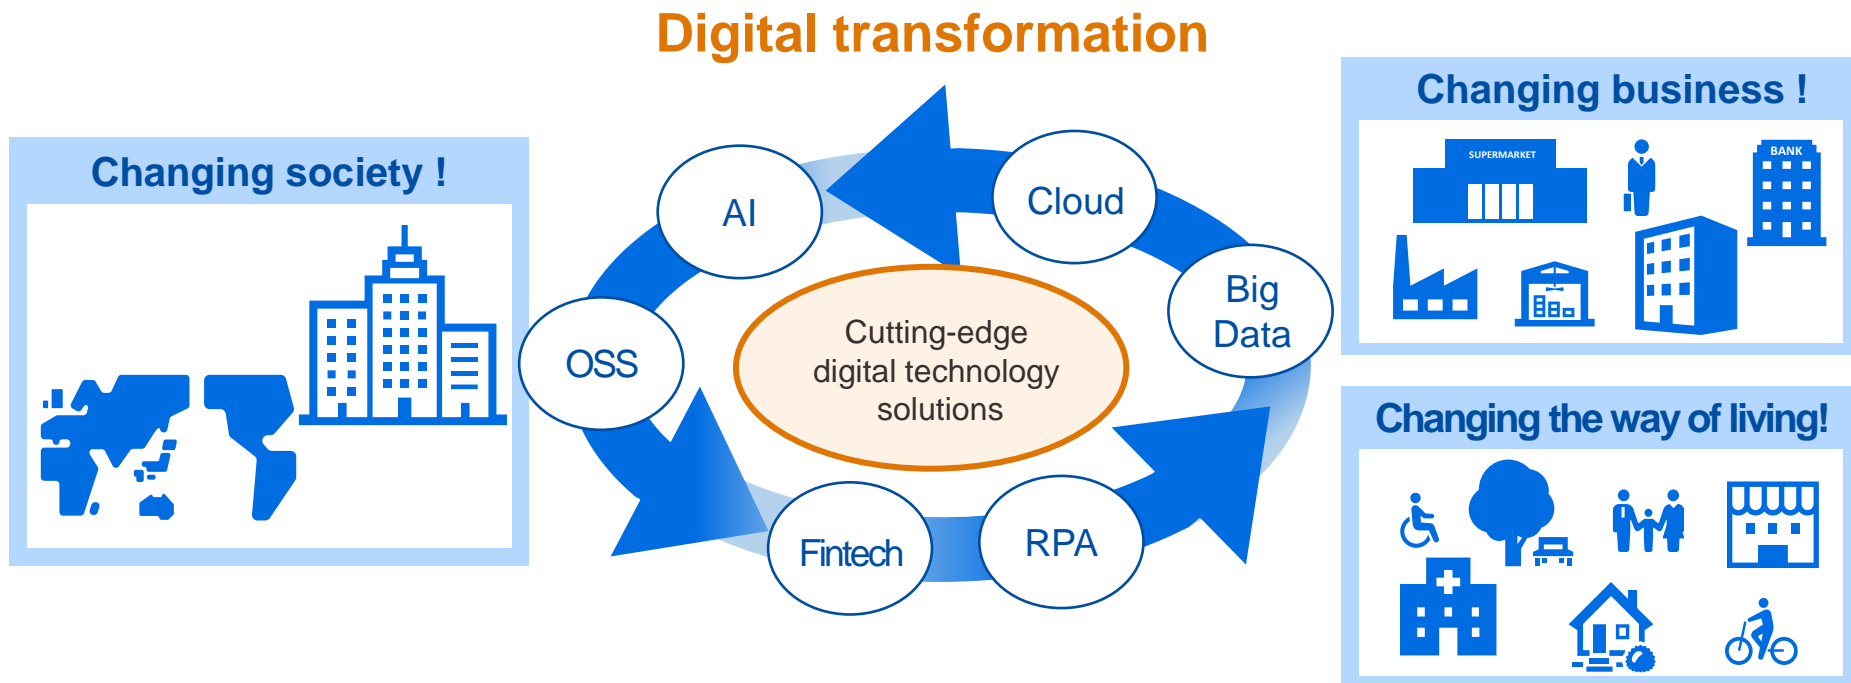 Digital transformation
Changing society !
AI
Cloud
Big
Data
OSS
Cutting-edge
digital technology
solutions
Fintech
RPA
Changing business !
SUPERMARKET
BANK
Changing the way of living!